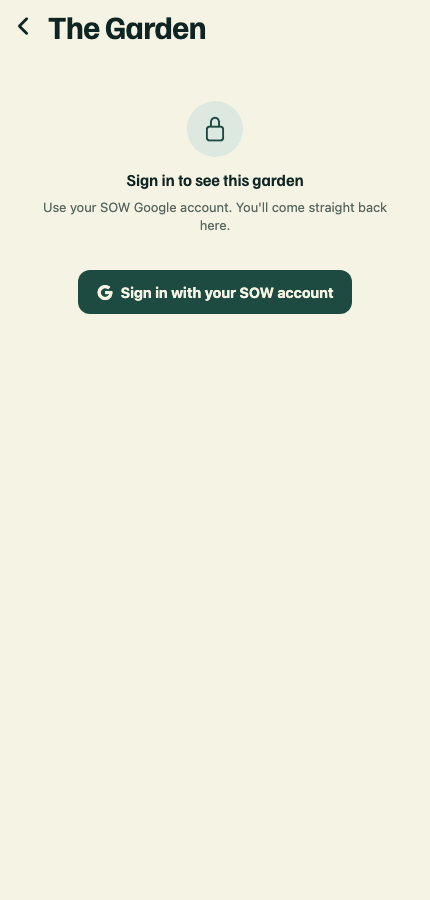 The Garden
Sign in to see this garden
Use your SOW Google account. You'll come straight back
here.
Sign in with your SOW account